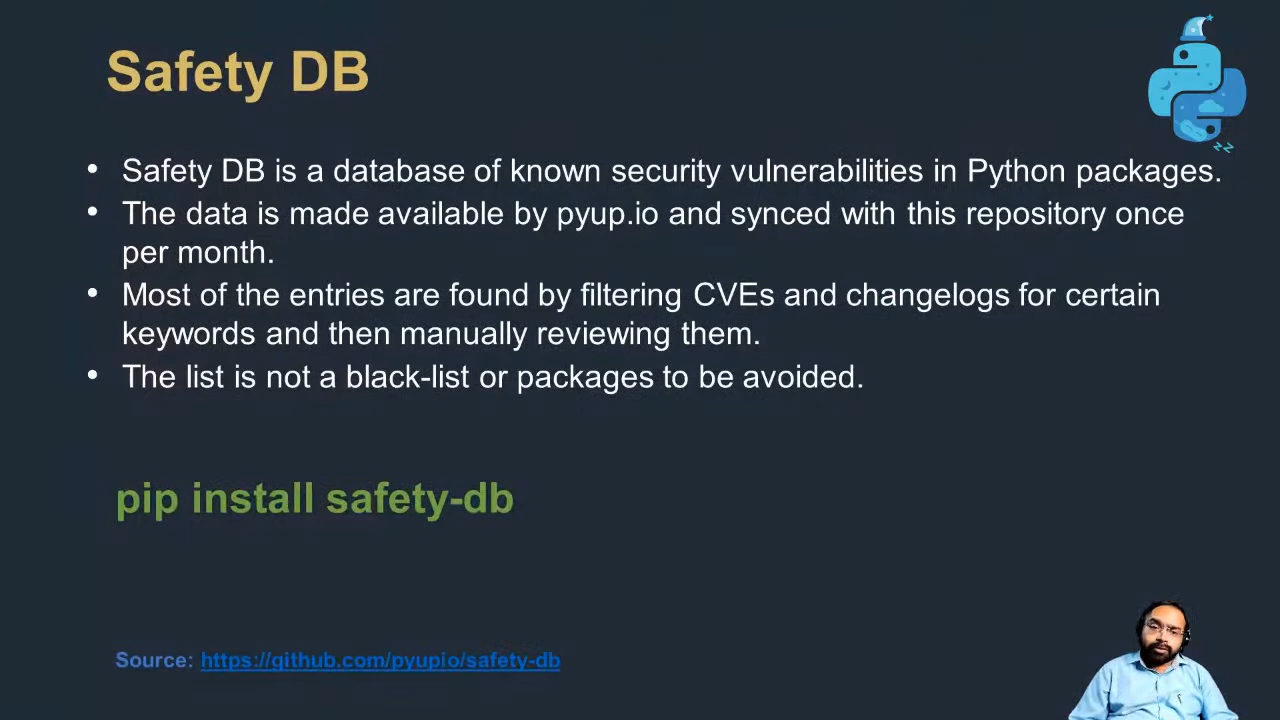 Safety DB
• Safety DB is a database of known security vulnerabilities in Python packages.
• The data is made available by pyup.io and synced with this repository once
per month.
• Most of the entries are found by filtering CVEs and changelogs for certain
keywords and then manually reviewing them.
• The list is not a black-list or packages to be avoided.
pip install safety-db
Source: https://github.com/pyupio/safety-db